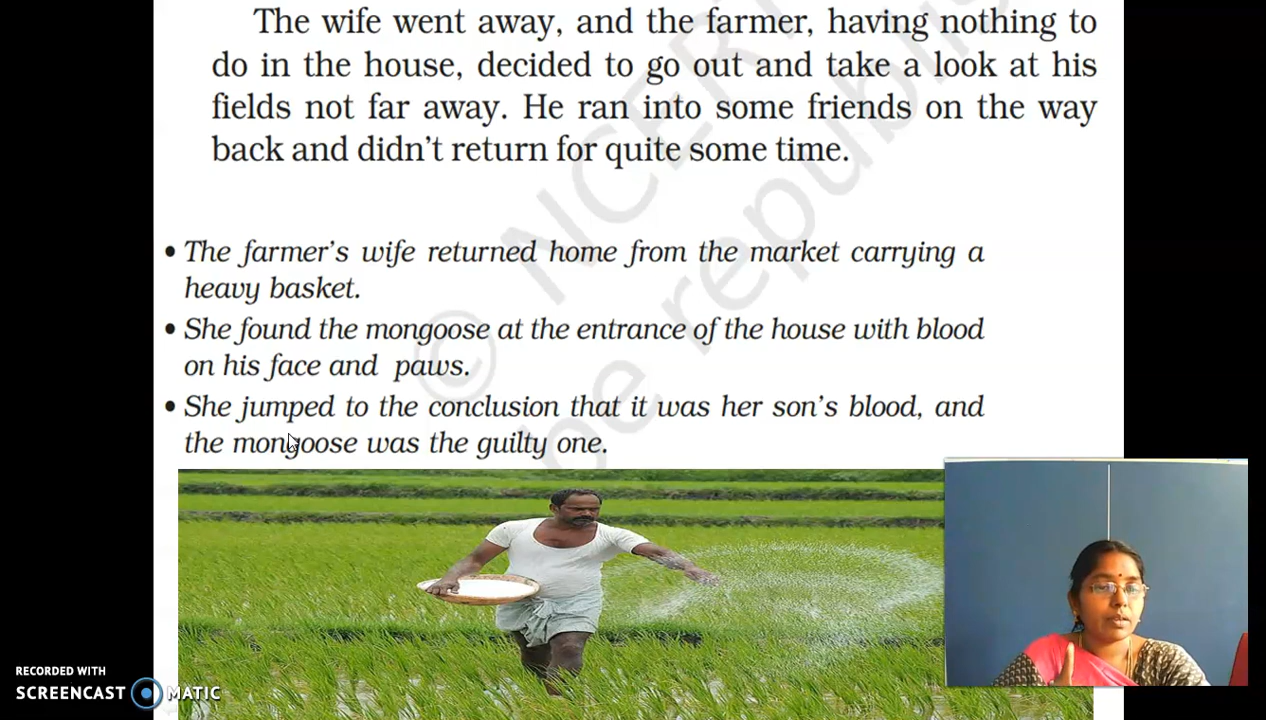 The wife went away, and the farmer, having nothing to
do in the house, decided to go out and take a look at his
fields not far away. He ran into some friends on the way
back and didn't return for quite some time.
© NCERT
be republis
• The farmer's wife returned home from the market carrying a
heavy basket.
• She found the mongoose at the entrance of the house with blood
on his face and paws.
• She jumped to the conclusion that it was her son's blood, and
the mongoose was the guilty one.
RECORDED WITH
SCREENCAST MATIC